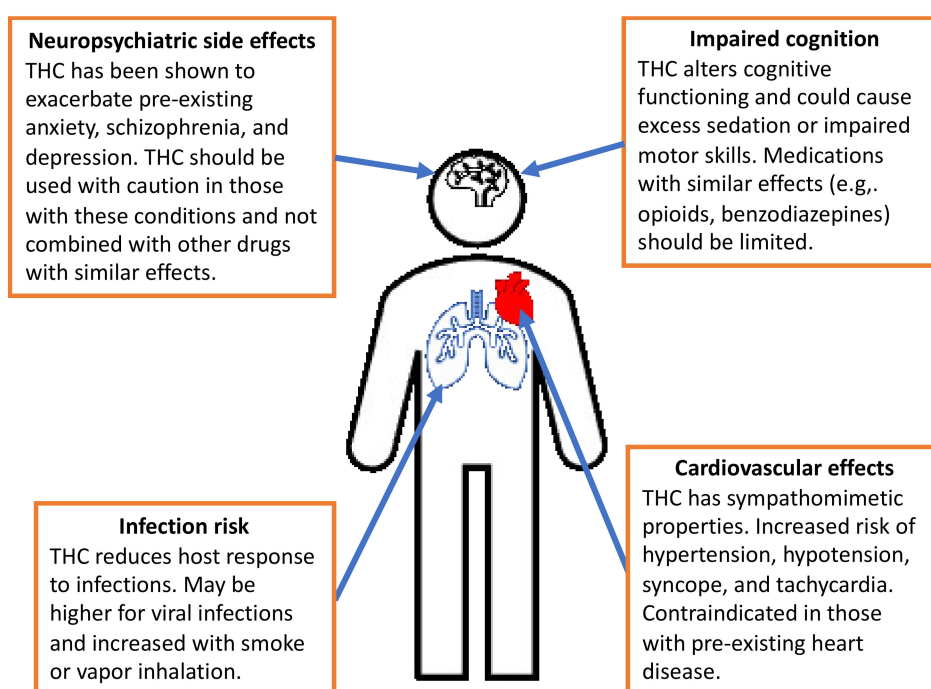 Neuropsychiatric side effects
THC has been shown to
exacerbate pre-existing
anxiety, schizophrenia, and
depression. THC should be
used with caution in those
with these conditions and not
combined with other drugs
with similar effects.
Impaired cognition
THC alters cognitive
functioning and could cause
excess sedation or impaired
motor skills. Medications
with similar effects (e.g,.
opioids, benzodiazepines)
should be limited.
Infection risk
THC reduces host response
to infections. May be
higher for viral infections
and increased with smoke
or vapor inhalation.
Cardiovascular effects
THC has sympathomimetic
properties. Increased risk of
hypertension, hypotension,
syncope, and tachycardia.
Contraindicated in those
with pre-existing heart
disease.